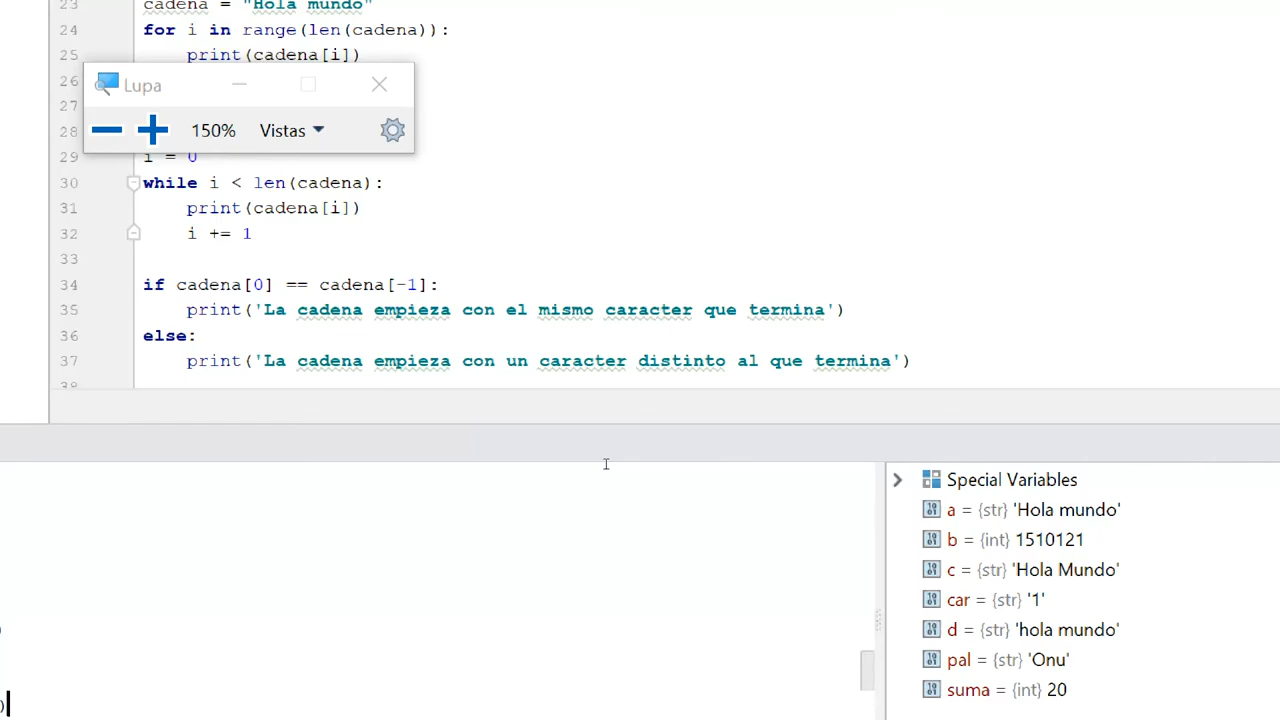 23 cadena = "Hola mundo"
24 for i in range(len(cadena)):
25 print(cadena[i])
26
Lupa
27
28
150% Vistas
29 i = 0
30 while i < len(cadena):
31 print(cadena[i])
32 i += 1
33
34 if cadena[0] == cadena[-1]:
35 print('La cadena empieza con el mismo caracter que termina')
36 else:
37 print('La cadena empieza con un caracter distinto al que termina')
38
Special Variables
a = {str} 'Hola mundo'
b = {int} 1510121
c = {str} 'Hola Mundo'
car = {str} '1'
d = {str} 'hola mundo'
pal = {str} 'Onu'
suma = {int} 20
)
)